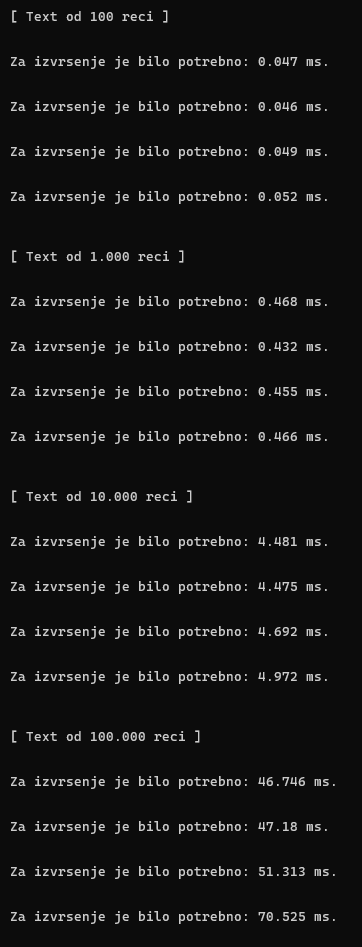 [ Text od 100 reci ]
Za izvrsenje je bilo potrebno: 0.047 ms.
Za izvrsenje je bilo potrebno: 0.046 ms.
Za izvrsenje je bilo potrebno: 0.049 ms.
Za izvrsenje je bilo potrebno: 0.052 ms.
[ Text od 1.000 reci ]
Za izvrsenje je bilo potrebno: 0.468 ms.
Za izvrsenje je bilo potrebno: 0.432 ms.
Za izvrsenje je bilo potrebno: 0.455 ms.
Za izvrsenje je bilo potrebno: 0.466 ms.
[ Text od 10.000 reci ]
Za izvrsenje je bilo potrebno: 4.481 ms.
Za izvrsenje je bilo potrebno: 4.475 ms.
Za izvrsenje je bilo potrebno: 4.692 ms.
Za izvrsenje je bilo potrebno: 4.972 ms.
[ Text od 100.000 reci ]
Za izvrsenje je bilo potrebno: 46.746 ms.
Za izvrsenje je bilo potrebno: 47.18 ms.
Za izvrsenje je bilo potrebno: 51.313 ms.
Za izvrsenje je bilo potrebno: 70.525 ms.